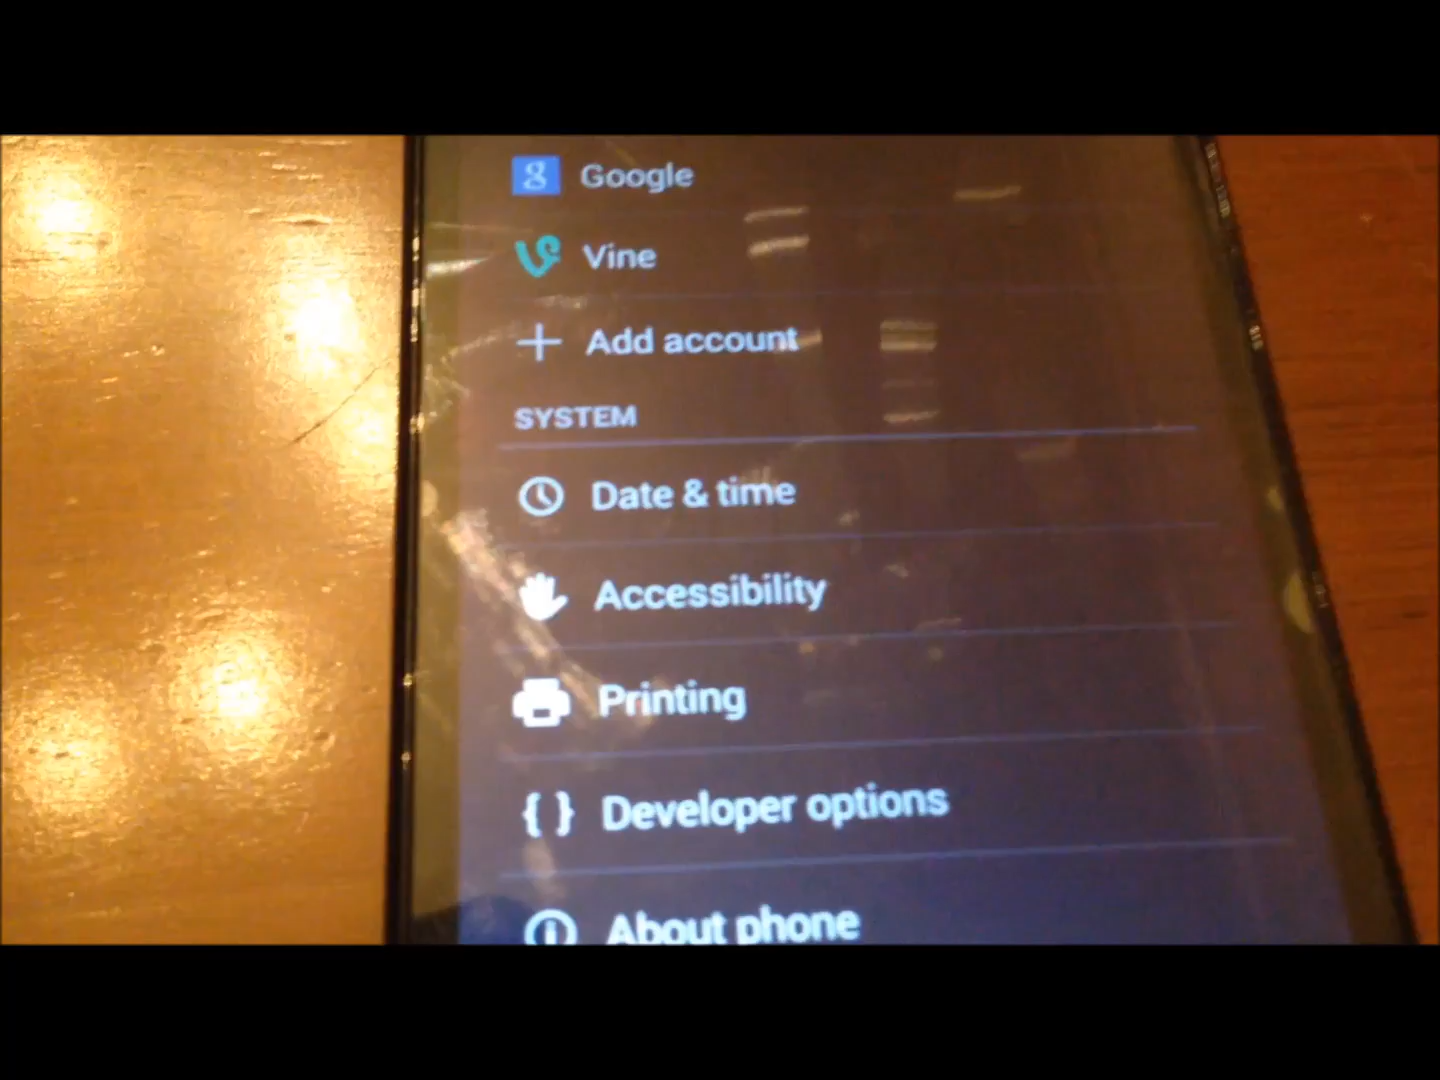 Google
Vine
Add account
SYSTEM
Date & time
Accessibility
Printing
{ } Developer options
About phone